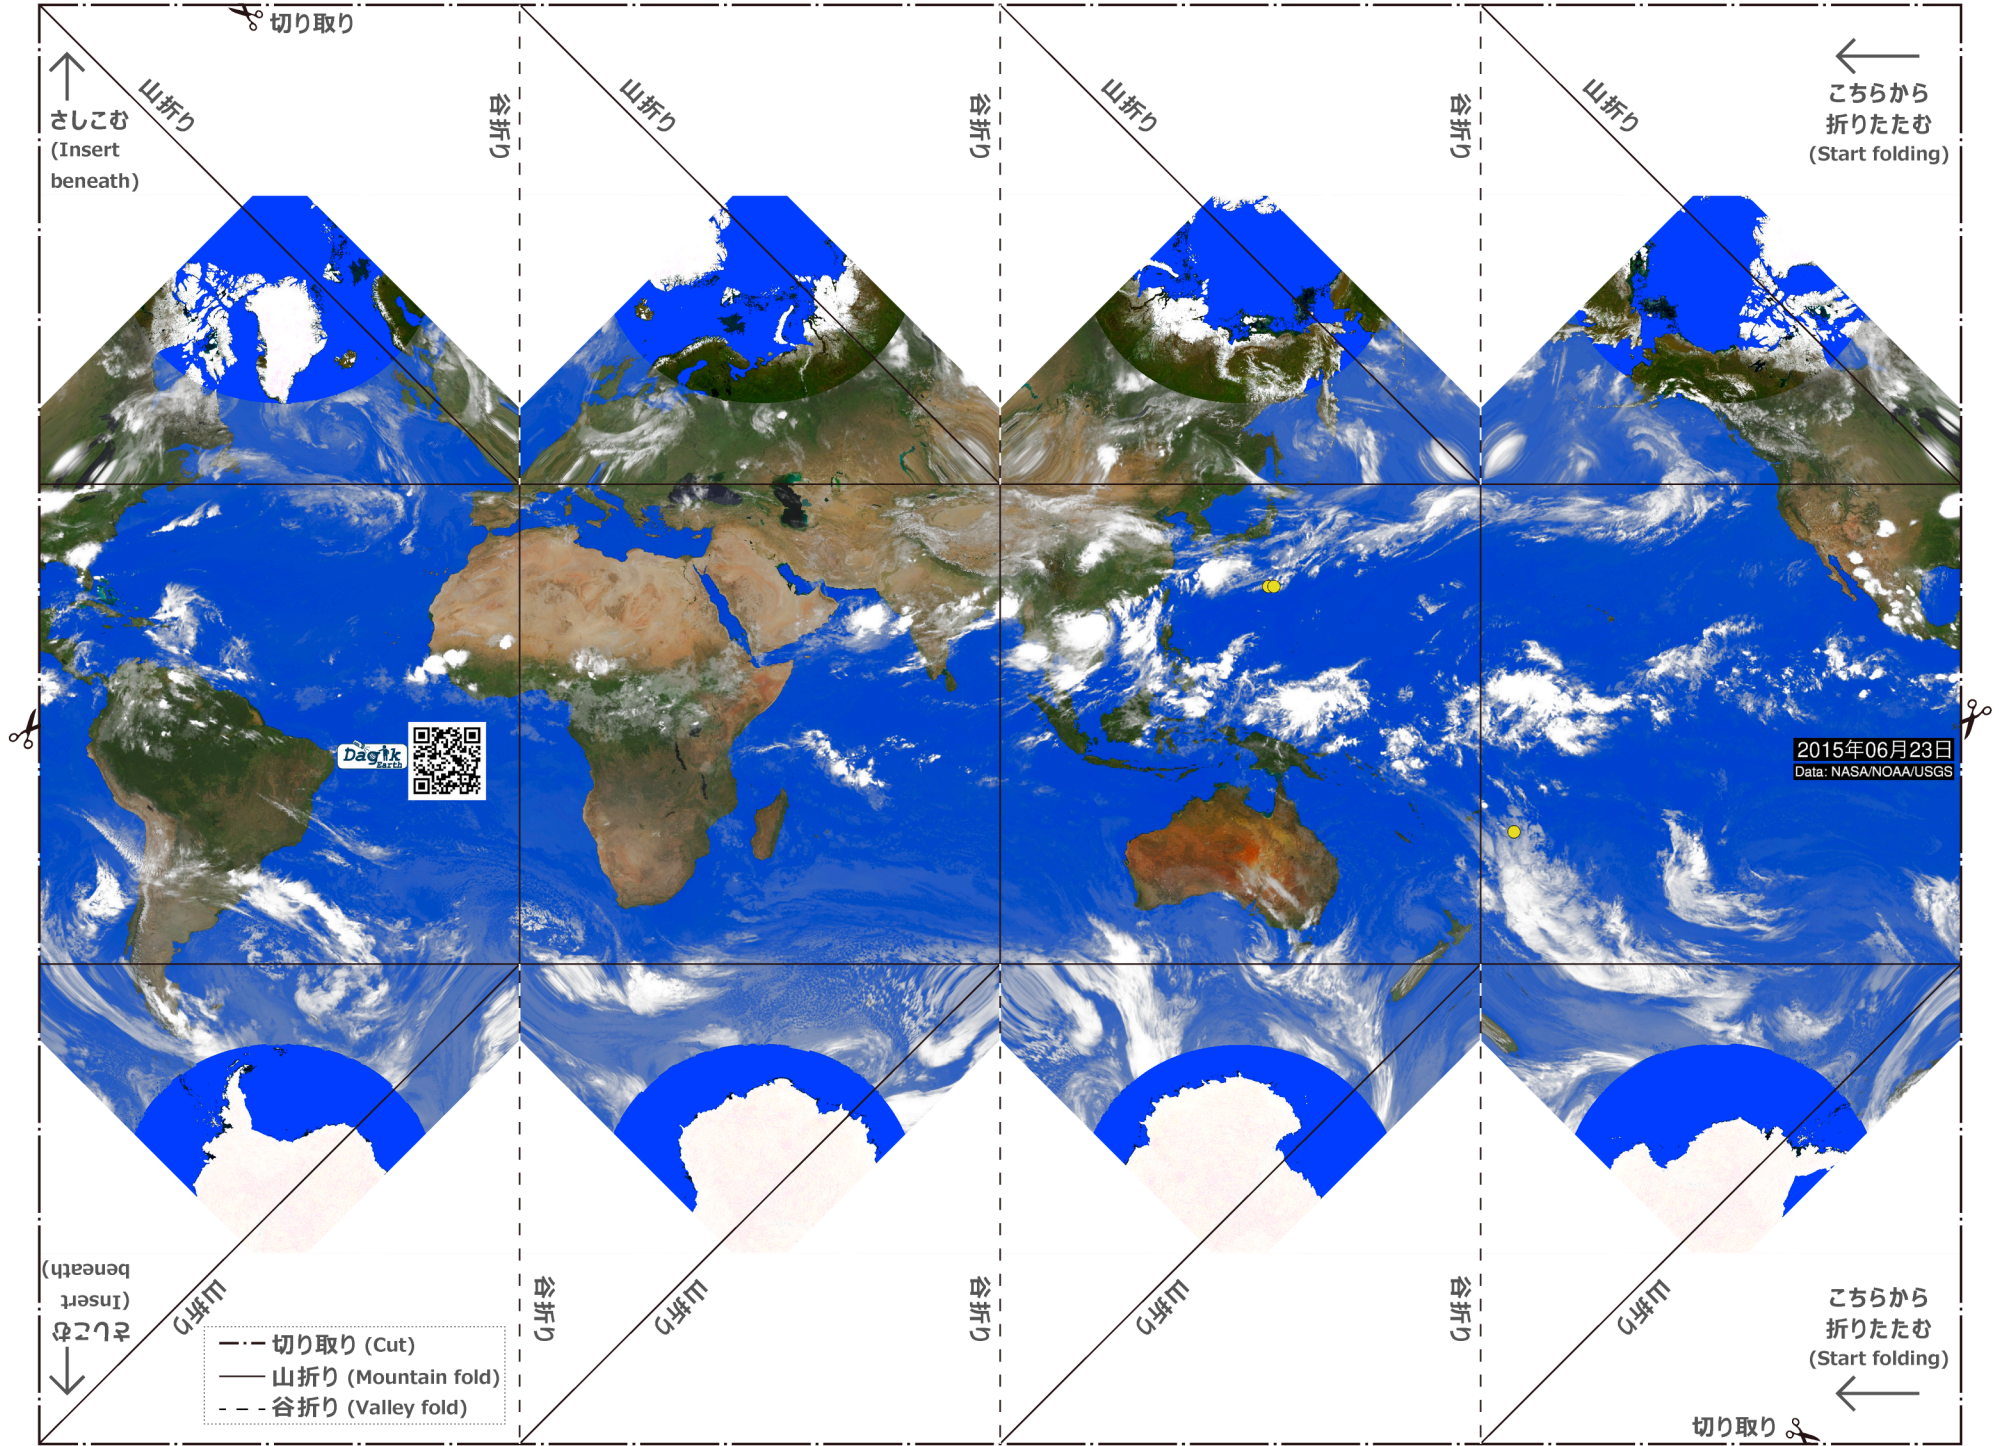 切り取り
さしこむ
(Insert
beneath)
山折り
谷折り
山折り
谷折り
山折り
谷折り
山折り
こちらから
折りたたむ
(Start folding)
Dagik
Earth
2015年06月23日
Data: NASA/NOAA/USGS
さしこむ
(Insert
beneath)
山折り
谷折り
山折り
谷折り
山折り
谷折り
山折り
こちらから
折りたたむ
(Start folding)
切り取り (Cut)
山折り (Mountain fold)
谷折り (Valley fold)
切り取り